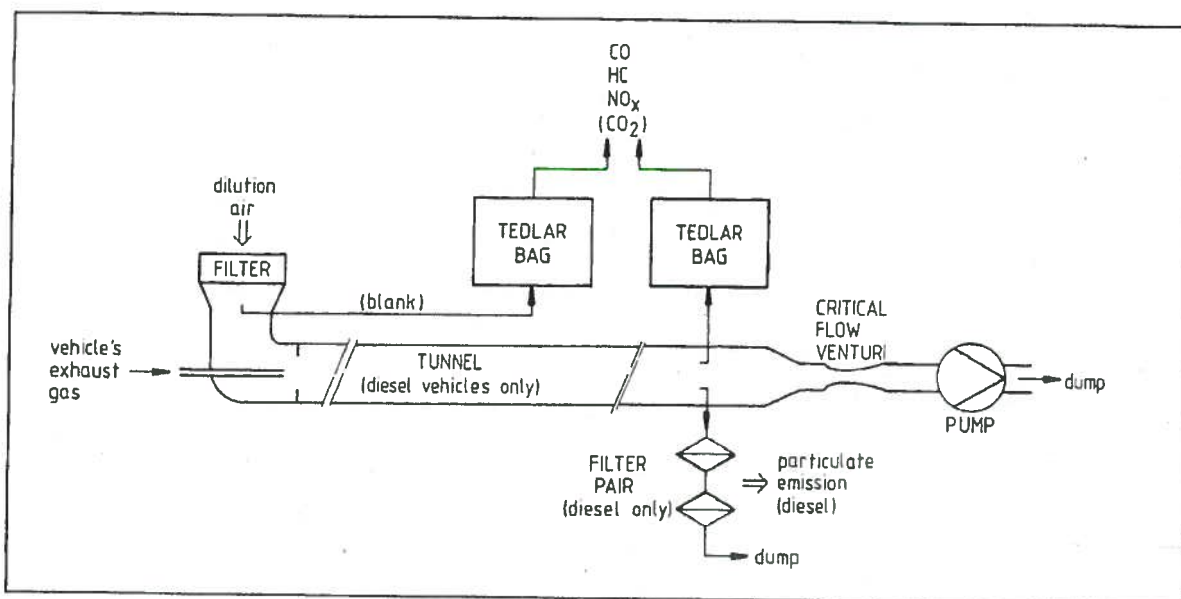 CO
HC
NOx
(CO2)
dilution
air
FILTER
TEDLAR
BAG
TEDLAR
BAG
(blank)
CRITICAL
FLOW
VENTURI
vehicle's
exhaust
gas
TUNNEL
(diesel vehicles only)
dump
PUMP
FILTER
PAIR
(diesel only)
particulate
emission
(diesel)
dump